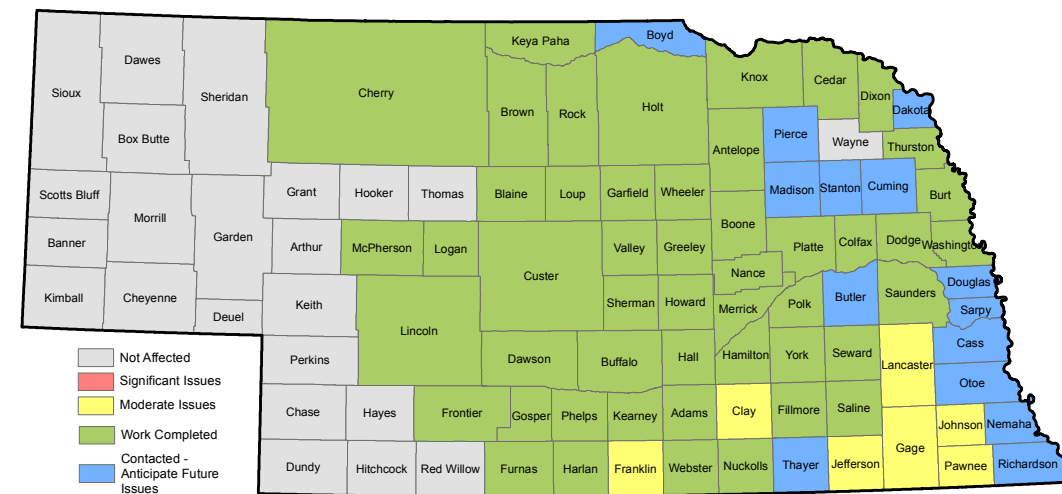 Boyd
Keya Paha
Dawes
Knox
Cedar
Sioux
Cherry
Sheridan
Dixon
Holt
Brown
Rock
Dakota
Pierce
Box Butte
Wayne
Thurston
Antelope
Scotts Bluff
Grant
Hooker
Thomas
Blaine
Loup
Garfield
Wheeler
Madison
Stanton
Cuming
Burt
Morrill
Boone
Garden
Banner
Arthur
McPherson
Logan
Valley
Greeley
Platte
Colfax
Dodge
Washington
Custer
Nance
Douglas
Kimball
Cheyenne
Keith
Sherman
Howard
Merrick
Polk
Butler
Saunders
Sarpy
Deuel
Lincoln
Cass
Perkins
Dawson
Buffalo
Hall
Hamilton
York
Seward
Lancaster
Otoe
Chase
Hayes
Frontier
Gosper
Phelps
Kearney
Adams
Clay
Fillmore
Saline
Johnson
Nemaha
Gage
Dundy
Hitchcock
Red Willow
Furnas
Harlan
Franklin
Webster
Nuckolls
Thayer
Jefferson
Pawnee
Richardson
Not Affected
Significant Issues
Moderate Issues
Work Completed
Contacted -
Anticipate Future
Issues